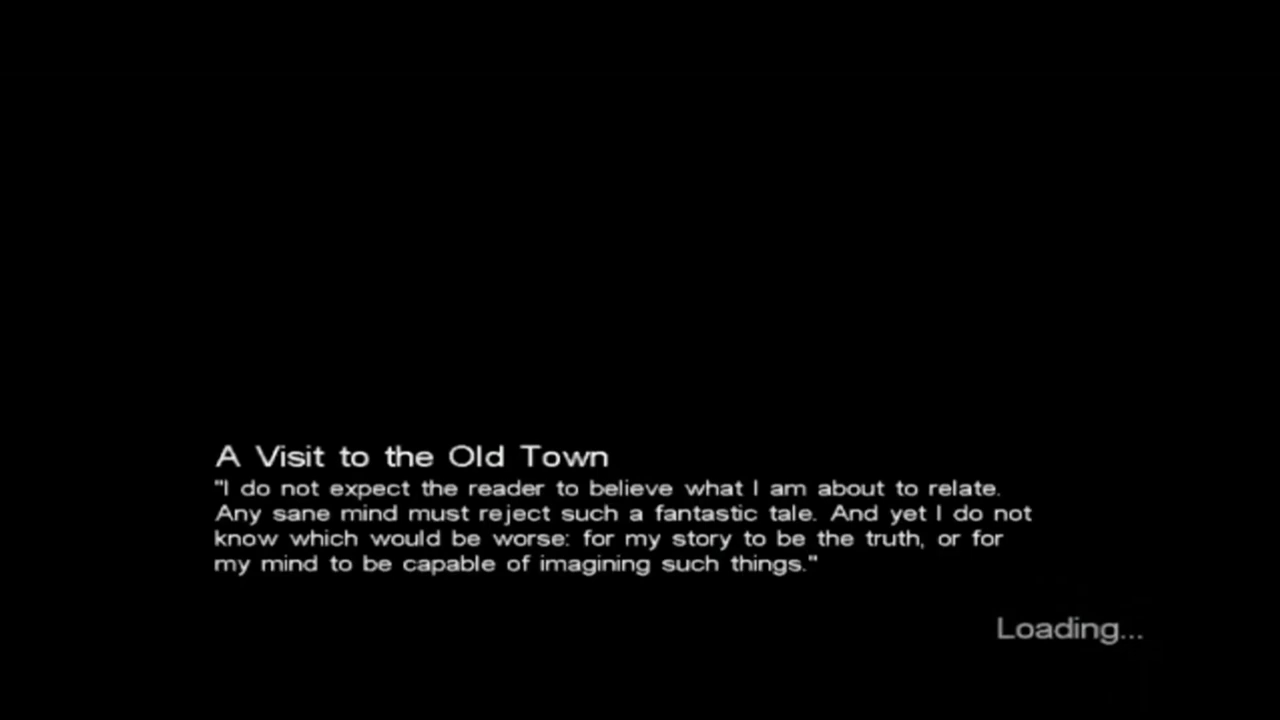 A Visit to the Old Town
"I do not expect the reader to believe what I am about to relate.
Any sane mind must reject such a fantastic tale. And yet I do not
know which would be worse: for my story to be the truth, or for
my mind to be capable of imagining such things."
Loading...